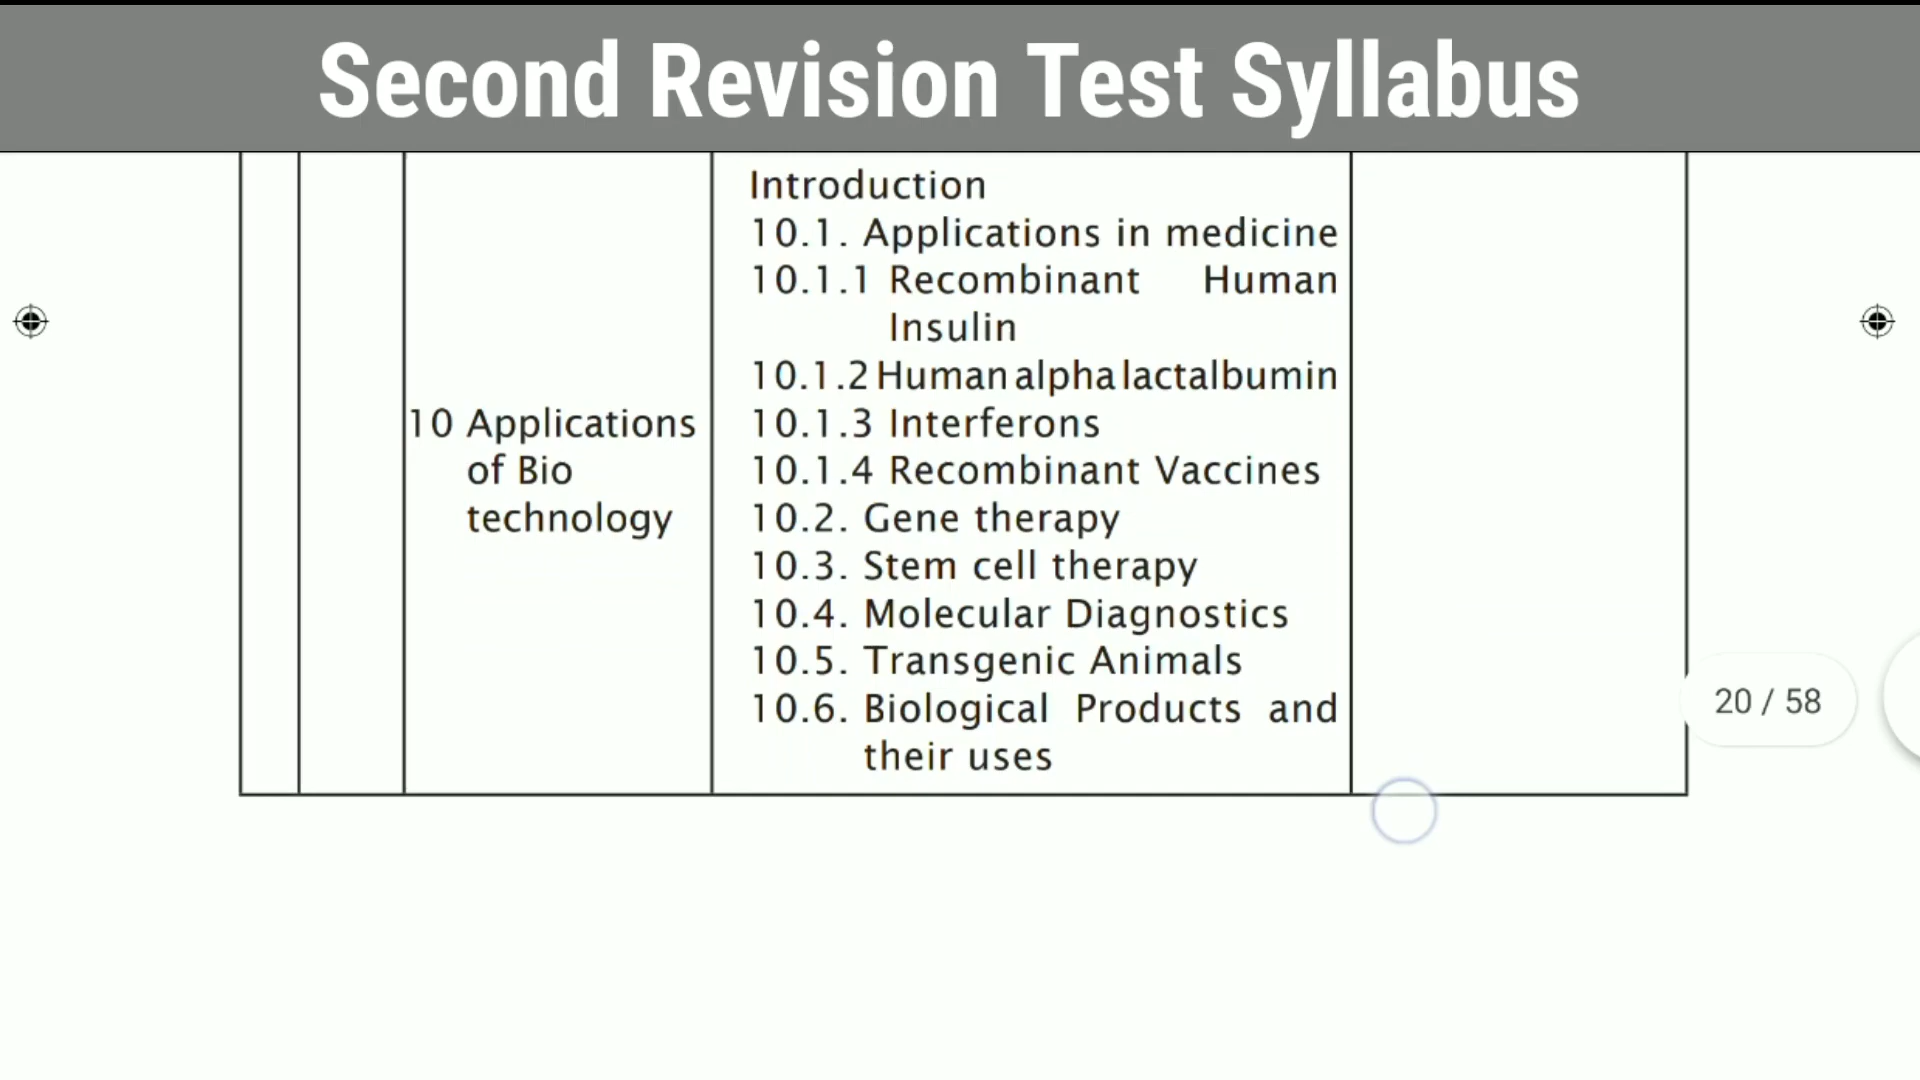 Second Revision Test Syllabus
10 Applications
of Bio
technology
Introduction
10.1. Applications in medicine
10.1.1 Recombinant Human
Insulin
10.1.2 Human alpha lactalbumin
10.1.3 Interferons
10.1.4 Recombinant Vaccines
10.2. Gene therapy
10.3. Stem cell therapy
10.4. Molecular Diagnostics
10.5. Transgenic Animals
10.6. Biological Products and
their uses
20 / 58